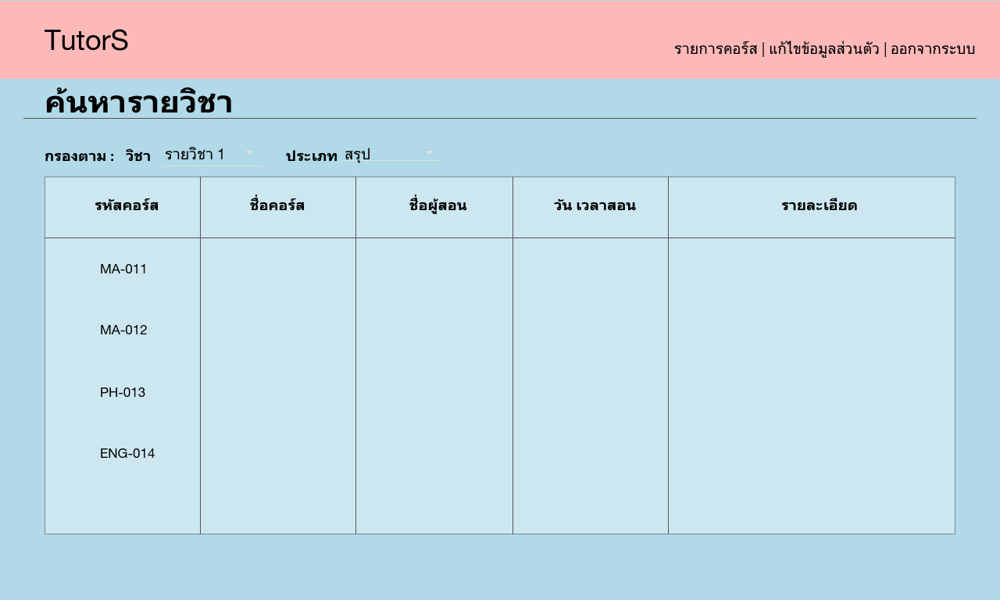 TutorS
รายการคอร์ส | แก้ไขข้อมูลส่วนตัว | ออกจากระบบ
ค้นหารายวิชา
กรองตาม : วิชา รายวิชา 1 ประเภท สรุป
รหัสคอร์ส ชื่อคอร์ส ชื่อผู้สอน วัน เวลาสอน รายละเอียด
MA-011
MA-012
PH-013
ENG-014